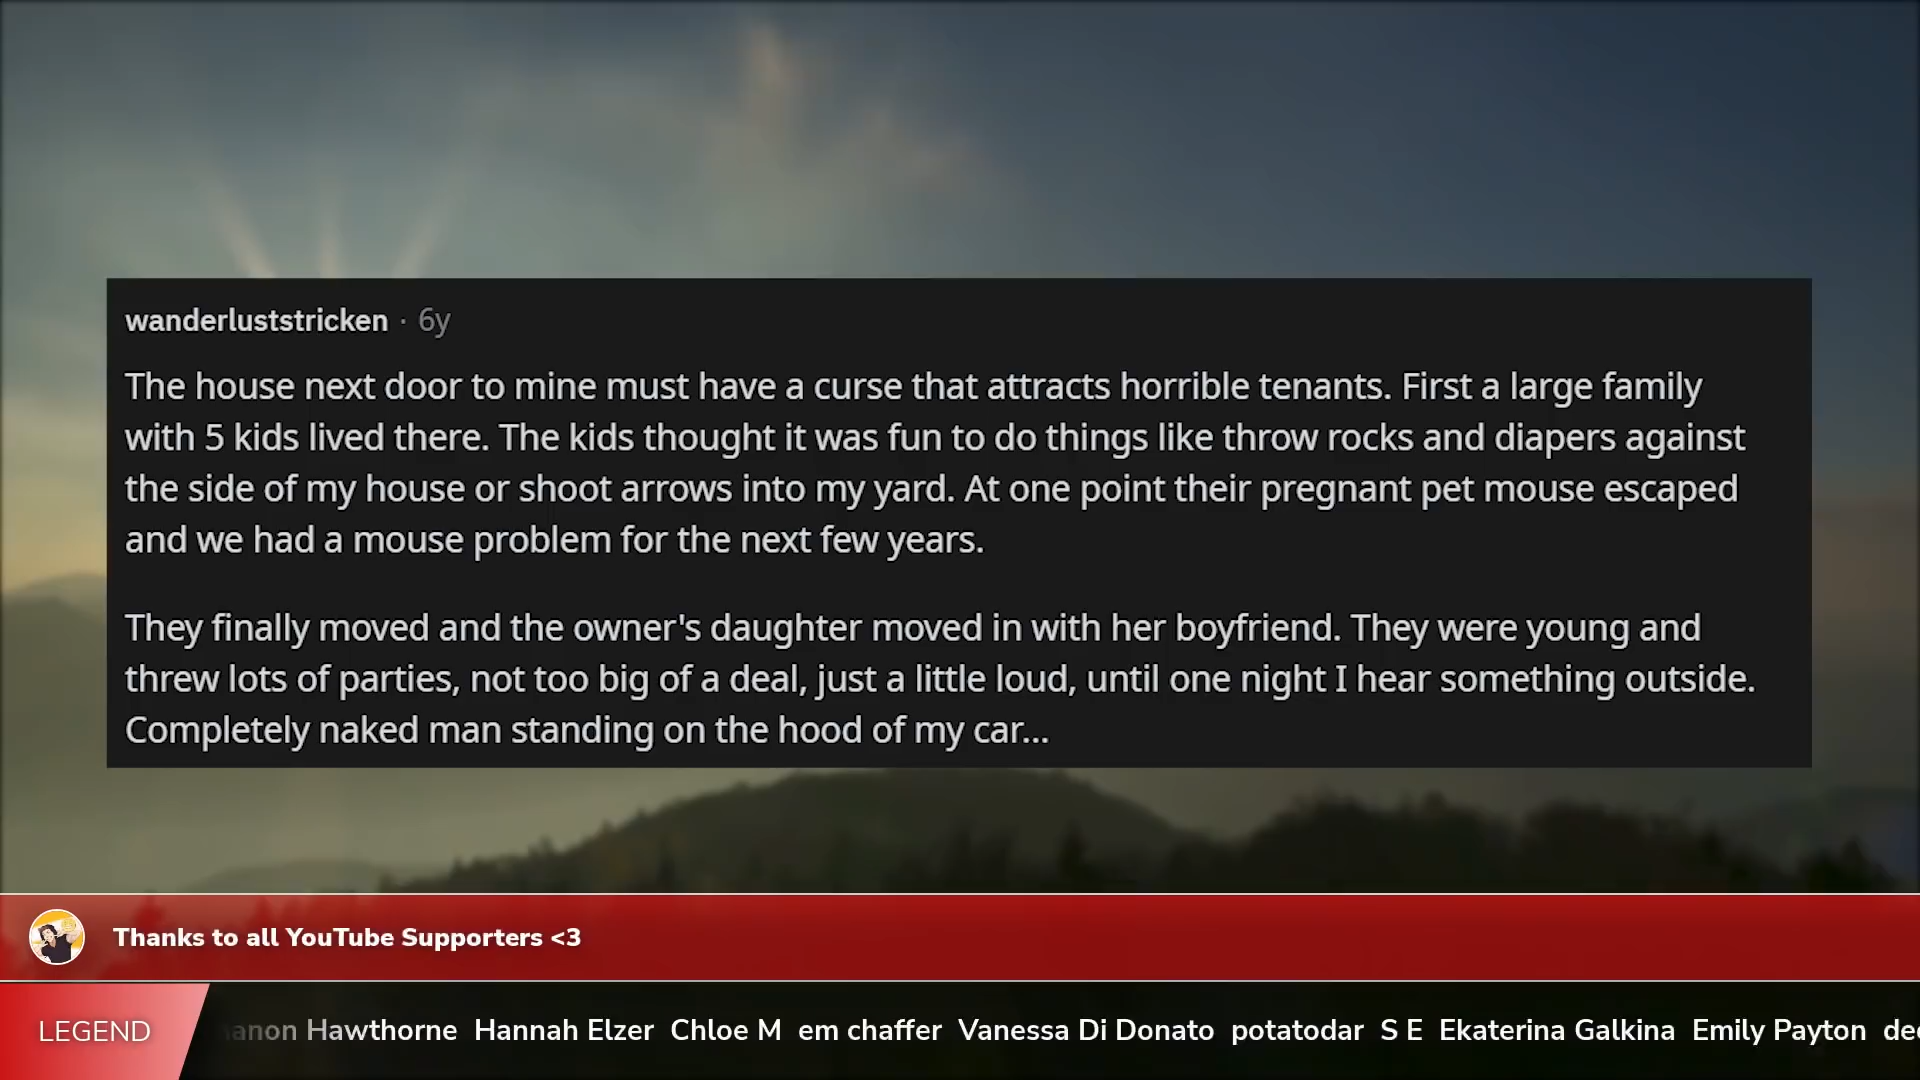 wanderluststricken · 6y
The house next door to mine must have a curse that attracts horrible tenants. First a large family
with 5 kids lived there. The kids thought it was fun to do things like throw rocks and diapers against
the side of my house or shoot arrows into my yard. At one point their pregnant pet mouse escaped
and we had a mouse problem for the next few years.
They finally moved and the owner's daughter moved in with her boyfriend. They were young and
threw lots of parties, not too big of a deal, just a little loud, until one night I hear something outside.
Completely naked man standing on the hood of my car...
Thanks to all YouTube Supporters <3
LEGEND
Hawthorne Hannah Elzer Chloe M em chaffer Vanessa Di Donato potatodar S E Ekaterina Galkina Emily Payton